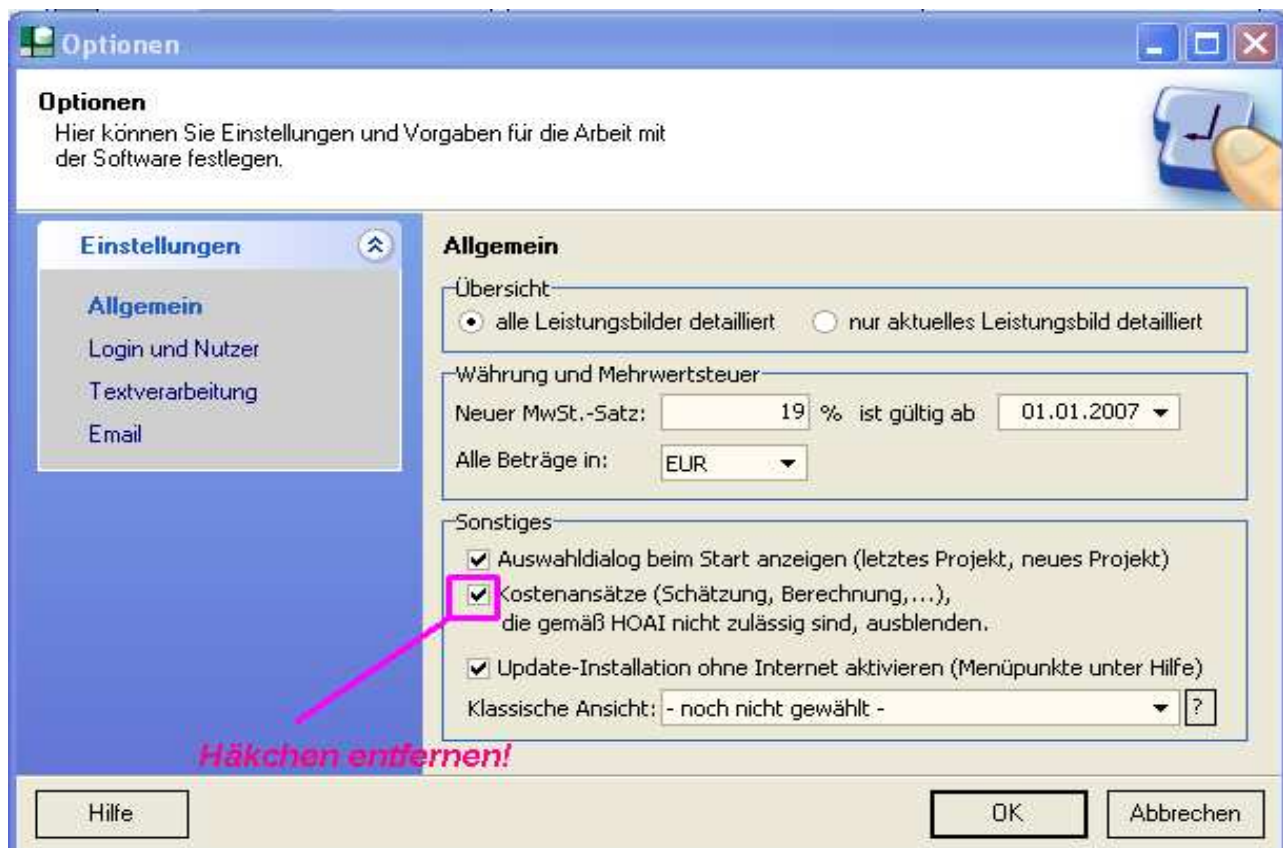 Optionen
Optionen
Hier können Sie Einstellungen und Vorgaben für die Arbeit mit
der Software festlegen.
Einstellungen
Allgemein
Login und Nutzer
Textverarbeitung
Email
Allgemein
Übersicht
alle Leistungsbilder detailliert nur aktuelles Leistungsbild detailliert
Währung und Mehrwertsteuer
Neuer MwSt.-Satz: 19 % ist gültig ab 01.01.2007
Alle Beträge in: EUR
Sonstiges
Auswahldialog beim Start anzeigen (letztes Projekt, neues Projekt)
Kostenansätze (Schätzung, Berechnung,...),
die gemäß HOAI nicht zulässig sind, ausblenden.
Update-Installation ohne Internet aktivieren (Menüpunkte unter Hilfe)
Klassische Ansicht: - noch nicht gewählt - ?
Häkchen entfernen!
Hilfe OK Abbrechen